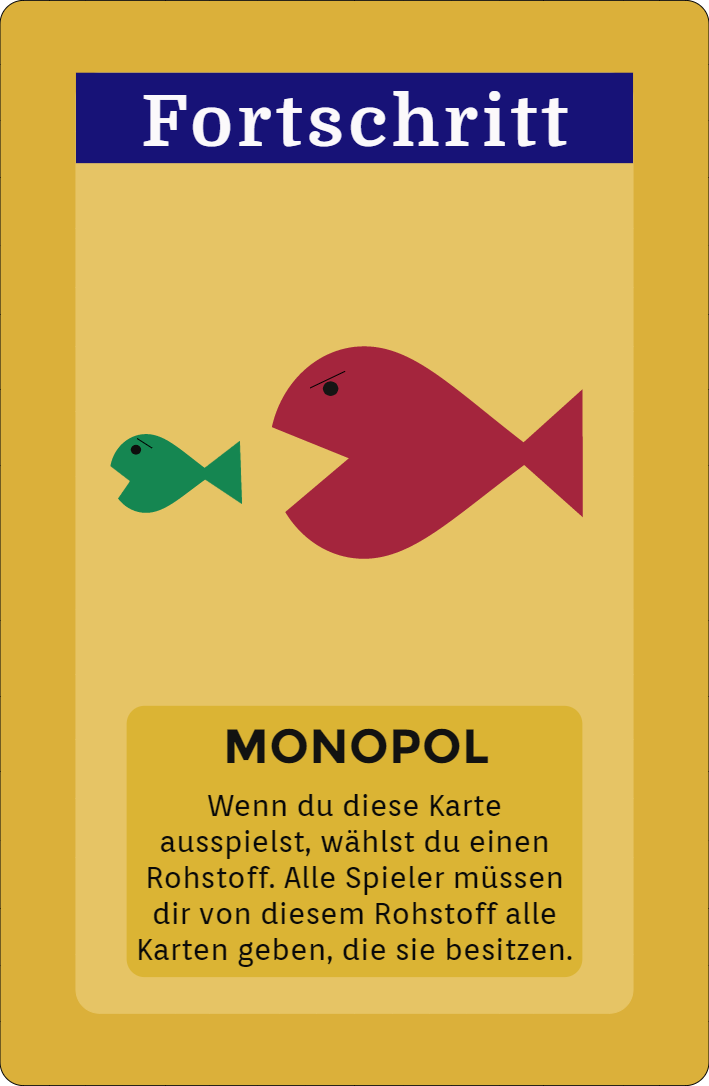 Fortschritt
MONOPOL
Wenn du diese Karte
ausspielst, wählst du einen
Rohstoff. Alle Spieler müssen
dir von diesem Rohstoff alle
Karten geben, die sie besitzen.